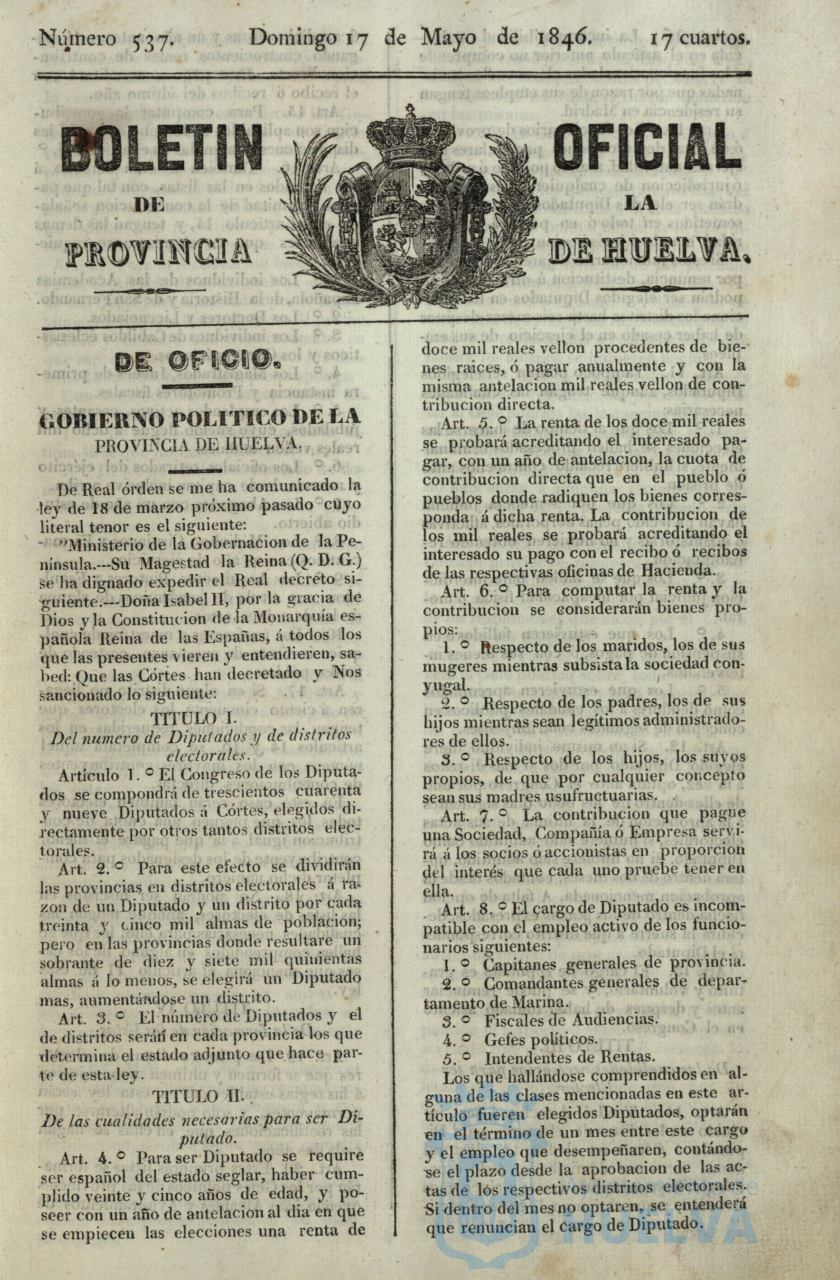 Número 537. Domingo 17 de Mayo de 1846. 17 cuartos.
BOLETIN OFICIAL
DE LA
PROVINCIA DE HUELVA.
DE OFICIO.
GOBIERNO POLITICO DE LA
PROVINCIA DE HUELVA.
De Real órden se me ha comunicado la
ley de 18 de marzo próximo pasado cuyo
literal tenor es el siguiente:
"Ministerio de la Gobernacion de la Pe-
nínsula.---Su Magestad la Reina (Q. D. G.)
se ha dignado expedir el Real decreto si-
guiente.---Doña Isabel II, por la gracia de
Dios y la Constitucion de la Monarquía es-
pañola Reina de las Españas, á todos los
que las presentes vieren y entendieren, sa-
bed: Que las Córtes han decretado y Nos
sancionado lo siguiente:
TITULO I.
Del numero de Diputados y de distritos
electorales.
Artículo 1.º El Congreso de los Diputa-
dos se compondrá de trescientos cuarenta
y nueve Diputados á Córtes, elegidos di-
rectamente por otros tantos distritos elec-
torales.
Art. 2.º Para este efecto se dividirán
las provincias en distritos electorales á ra-
zon de un Diputado y un distrito por cada
treinta y cinco mil almas de poblacion;
pero en las provincias donde resultare un
sobrante de diez y siete mil quinientas
almas á lo menos, se elegirá un Diputado
mas, aumentándose un distrito.
Art. 3.º El número de Diputados y el
de distritos serán en cada provincia los que
determina el estado adjunto que hace par-
te de esta ley.
TITULO II.
De las cualidades necesarias para ser Di-
putado.
Art. 4.º Para ser Diputado se require
ser español del estado seglar, haber cum-
plido veinte y cinco años de edad, y po-
seer con un año de antelacion al dia en que
se empiecen las elecciones una renta de
doce mil reales vellon procedentes de bie-
nes raices, ó pagar anualmente y con la
misma antelacion mil reales vellon de con-
tribucion directa.
Art. 5.º La renta de los doce mil reales
se probará acreditando el interesado pa-
gar, con un año de antelacion, la cuota de
contribucion directa que en el pueblo ó
pueblos donde radiquen los bienes corres-
ponda á dicha renta. La contribucion de
los mil reales se probará acreditando el
interesado su pago con el recibo ó recibos
de las respectivas oficinas de Hacienda.
Art. 6.º Para computar la renta y la
contribucion se considerarán bienes pro-
pios:
1.º Respecto de los maridos, los de sus
mugeres mientras subsista la sociedad con-
yugal.
2.º Respecto de los padres, los de sus
hijos mientras sean legítimos administrado-
res de ellos.
3.º Respecto de los hijos, los suyos
propios, de que por cualquier concepto
sean sus madres usufructuarias.
Art. 7.º La contribucion que pague
una Sociedad, Compañía ó Empresa servi-
rá á los socios ó accionistas en proporcion
del interés que cada uno pruebe tener en
ella.
Art. 8.º El cargo de Diputado es incom-
patible con el empleo activo de los funcio-
narios siguientes:
1.º Capitanes generales de provincia.
2.º Comandantes generales de depar-
tamento de Marina.
3.º Fiscales de Audiencias.
4.º Gefes políticos.
5.º Intendentes de Rentas.
Los que hallándose comprendidos en al-
guna de las clases mencionadas en este ar-
tículo fueren elegidos Diputados, optarán
en el término de un mes entre este cargo
y el empleo que desempeñaren, contándo-
se el plazo desde la aprobacion de las ac-
tas de los respectivos distritos electorales.
Si dentro del mes no optaren, se entenderá
que renuncian el cargo de Diputado.
HUELVA